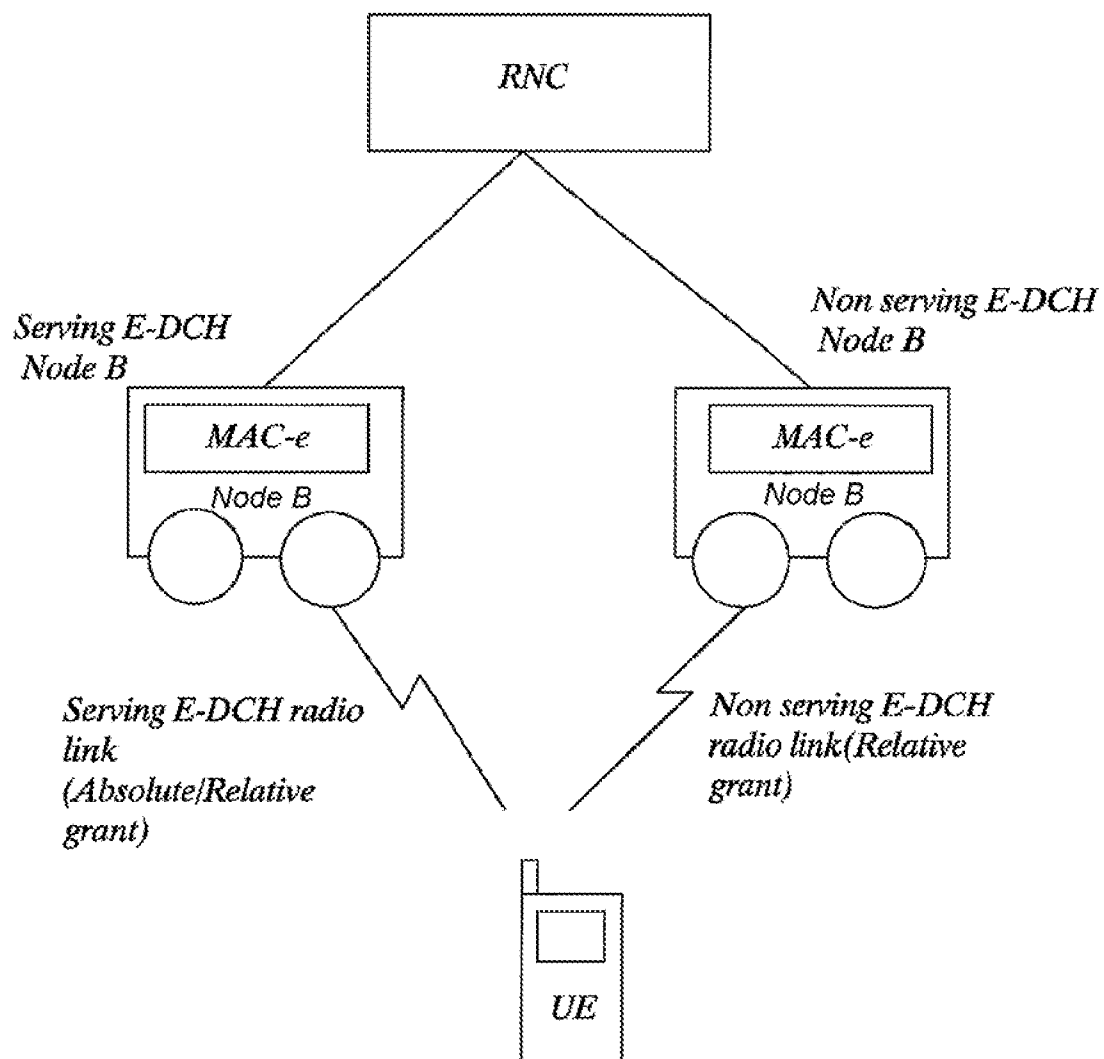 RNC
Serving E-DCH
Node B
Non serving E-DCH
Node B
MAC-e
Node B
MAC-e
Node B
Serving E-DCH radio
link
(Absolute/Relative
grant)
Non serving E-DCH
radio link(Relative
grant)
UE